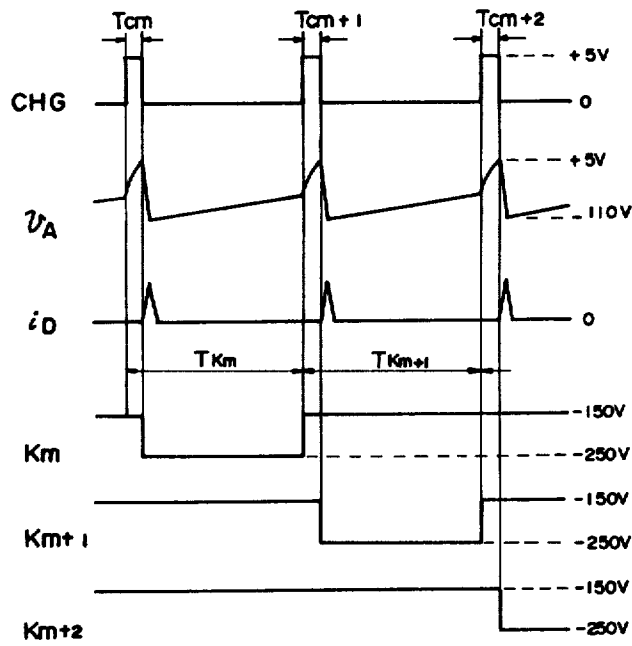 Tcm Tcm+1 Tcm+2
+5V
CHG 0
+5V
vA -110V
iD 0
TKm TKm+1
-150V
Km -250V
-150V
Km+1 -250V
-150V
Km+2 -250V